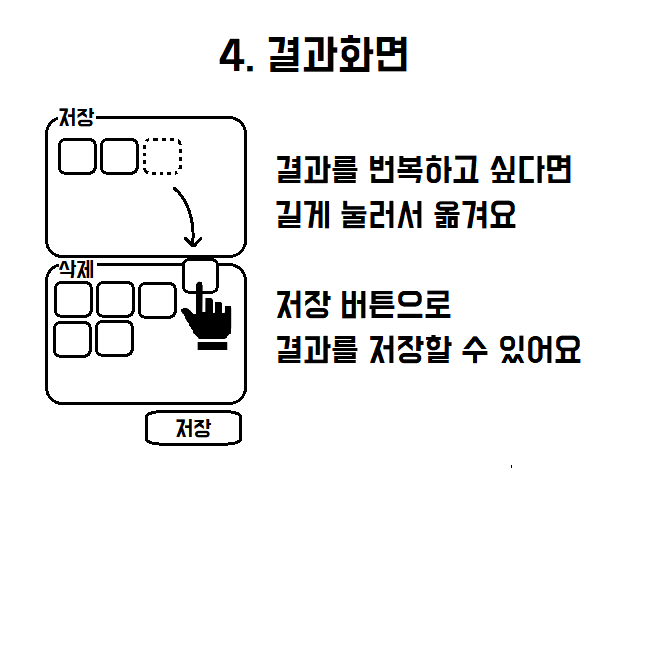 4. 결과화면
저장
결과를 번복하고 싶다면
길게 눌러서 옮겨요
삭제
저장 버튼으로
결과를 저장할 수 있어요
저장